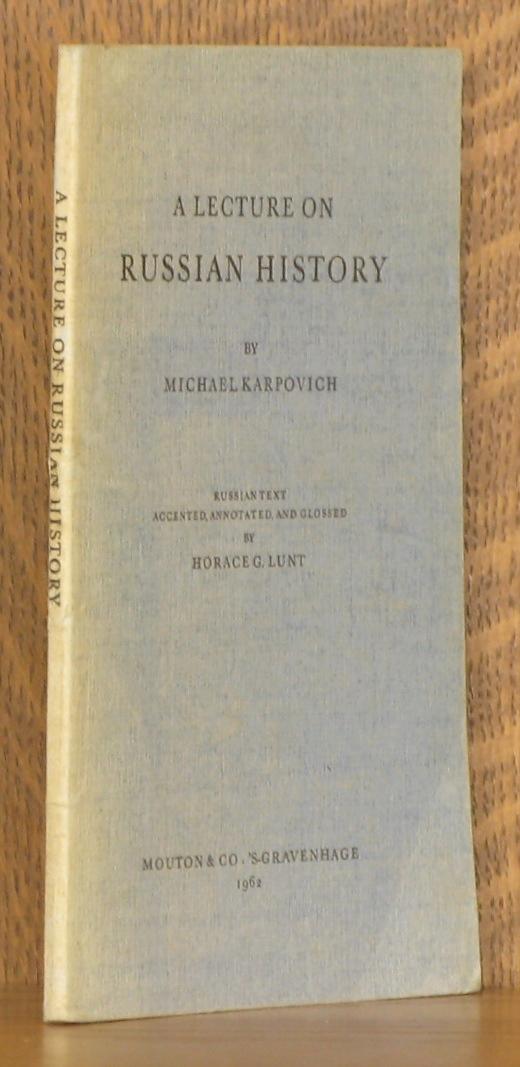 A LECTURE ON RUSSIAN HISTORY
A LECTURE ON
RUSSIAN HISTORY
BY
MICHAEL KARPOVICH
RUSSIAN TEXT
ACCENTED, ANNOTATED, AND GLOSSED
BY
HORACE G. LUNT
MOUTON & CO. 'S-GRAVENHAGE
1962